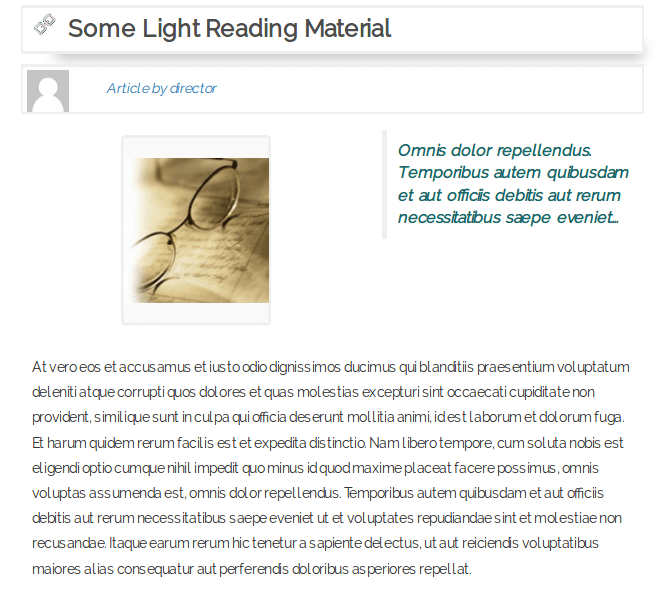 Some Light Reading Material
Article by director
Omnis dolor repellendus.
Temporibus autem quibusdam
et aut officiis debitis aut rerum
necessitatibus saepe eveniet...
At vero eos et accusamus et iusto odio dignissimos ducimus qui blanditiis praesentium voluptatum
deleniti atque corrupti quos dolores et quas molestias excepturi sint occaecati cupiditate non
provident, similique sunt in culpa qui officia deserunt mollitia animi, id est laborum et dolorum fuga.
Et harum quidem rerum facilis est et expedita distinctio. Nam libero tempore, cum soluta nobis est
eligendi optio cumque nihil impedit quo minus id quod maxime placeat facere possimus, omnis
voluptas assumenda est, omnis dolor repellendus. Temporibus autem quibusdam et aut officiis
debitis aut rerum necessitatibus saepe eveniet ut et voluptates repudiandae sint et molestiae non
recusandae. Itaque earum rerum hic tenetur a sapiente delectus, ut aut reiciendis voluptatibus
maiores alias consequatur aut perferendis doloribus asperiores repellat.